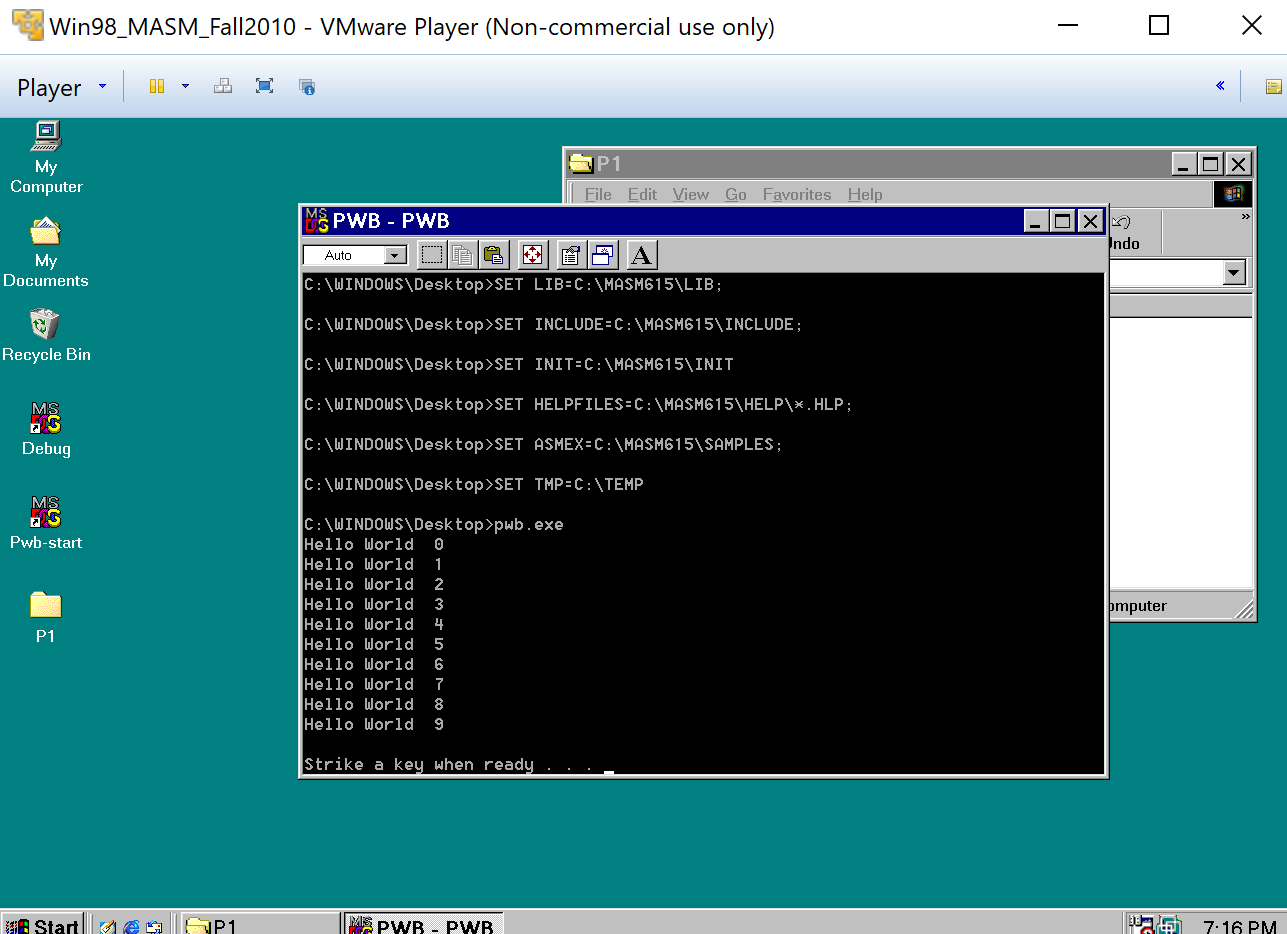 Win98_MASM_Fall2010 - VMware Player (Non-commercial use only)
Player
My
Computer
My
Documents
Recycle Bin
MS
Debug
MS
Pwb-start
P1
P1
File Edit View Go Favorites Help
Undo
omputer
PWB - PWB
Auto
A
C:\WINDOWS\Desktop>SET LIB=C:\MASM615\LIB;
C:\WINDOWS\Desktop>SET INCLUDE=C:\MASM615\INCLUDE;
C:\WINDOWS\Desktop>SET INIT=C:\MASM615\INIT
C:\WINDOWS\Desktop>SET HELPFILES=C:\MASM615\HELP\*.HLP;
C:\WINDOWS\Desktop>SET ASMEX=C:\MASM615\SAMPLES;
C:\WINDOWS\Desktop>SET TMP=C:\TEMP
C:\WINDOWS\Desktop>pwb.exe
Hello World  0
Hello World  1
Hello World  2
Hello World  3
Hello World  4
Hello World  5
Hello World  6
Hello World  7
Hello World  8
Hello World  9
Strike a key when ready . . .
Start P1 PWB - PWB 7:16 PM